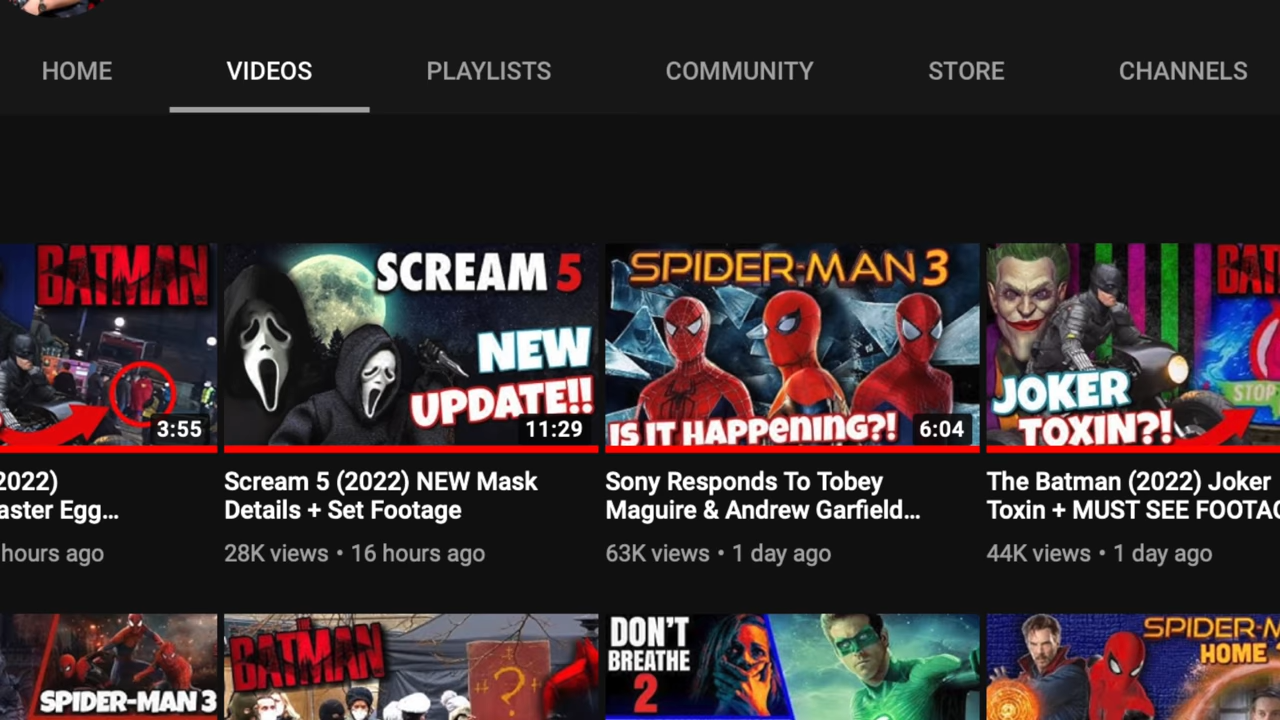 HOME VIDEOS PLAYLISTS COMMUNITY STORE CHANNELS
BATMAN
3:55
SCREAM 5
NEW
UPDATE!!
11:29
SPIDER-MAN 3
IS IT HAPPENING?!
6:04
BAT
JOKER
TOXIN?!
STOP
2022)
aster Egg…
hours ago
Scream 5 (2022) NEW Mask
Details + Set Footage
28K views • 16 hours ago
Sony Responds To Tobey
Maguire & Andrew Garfield…
63K views • 1 day ago
The Batman (2022) Joker
Toxin + MUST SEE FOOTAG
44K views • 1 day ago
SPIDER-MAN 3
BATMAN
?
DON'T
BREATHE
2
SPIDER-M
HOME